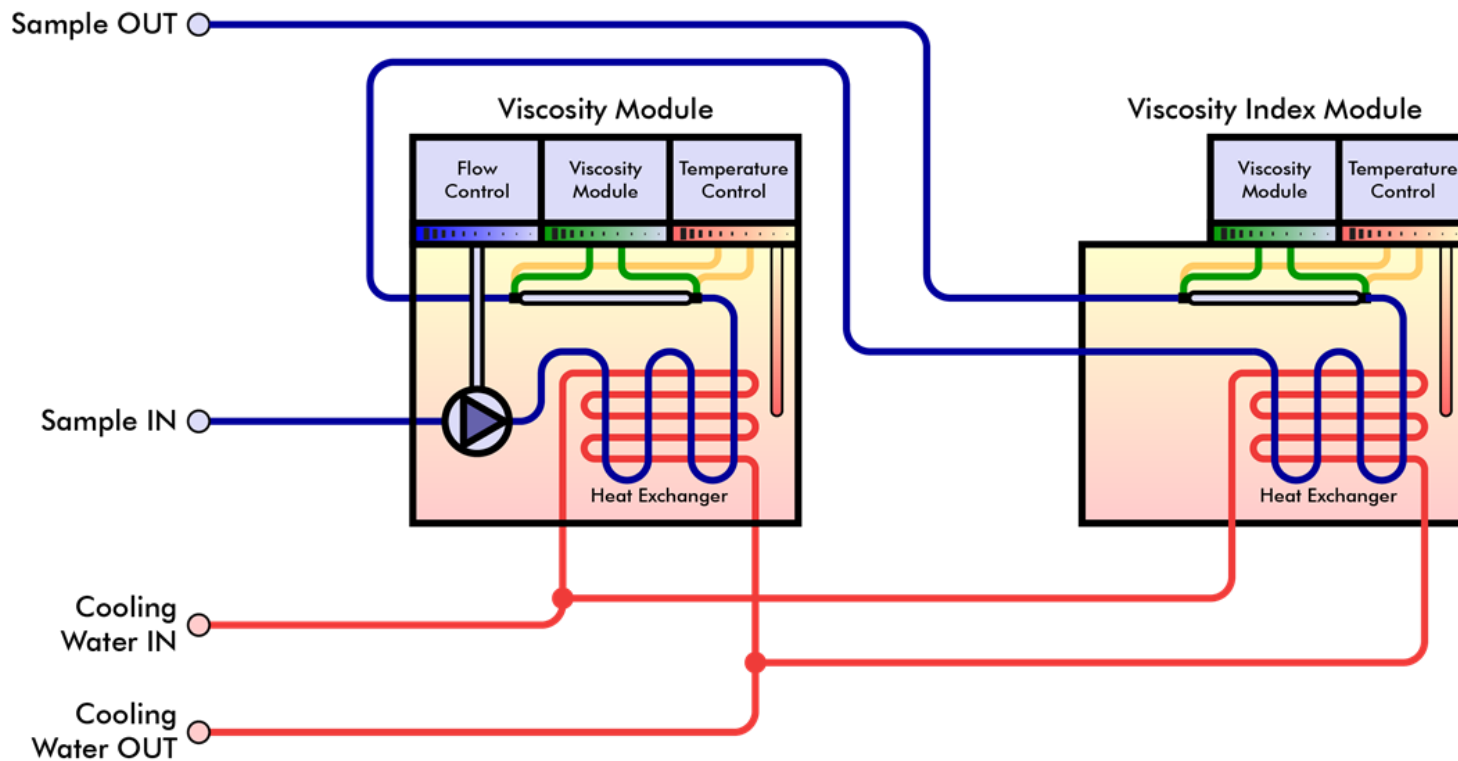 Sample OUT
Viscosity Module
Viscosity Index Module
Flow
Control
Viscosity
Module
Temperature
Control
Viscosity
Module
Temperature
Control
Sample IN
Heat Exchanger
Heat Exchanger
Cooling
Water IN
Cooling
Water OUT